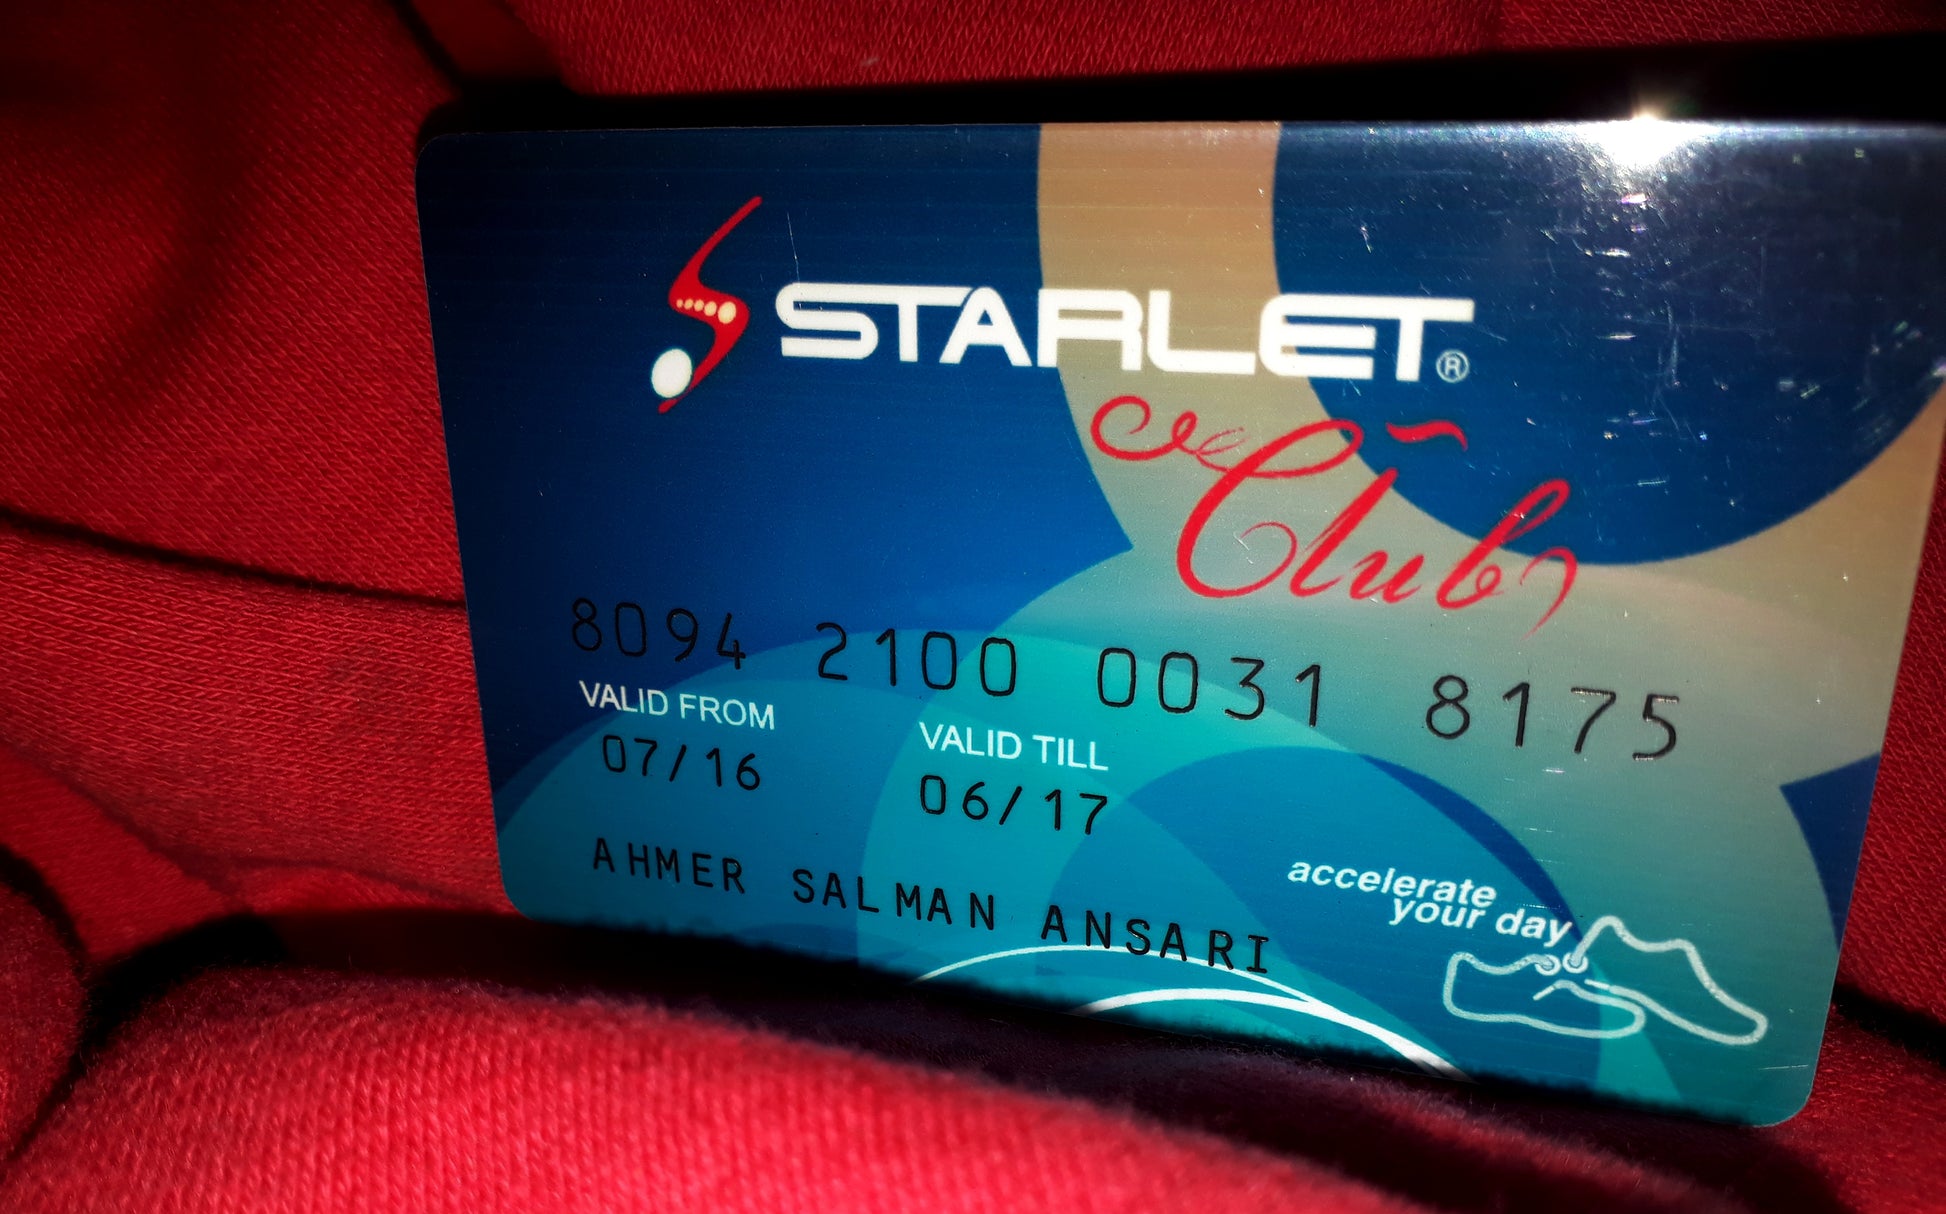 STARLET®
Club
8094 2100 0031 8175
VALID FROM
07/16
VALID TILL
06/17
AHMER SALMAN ANSARI
accelerate
your day